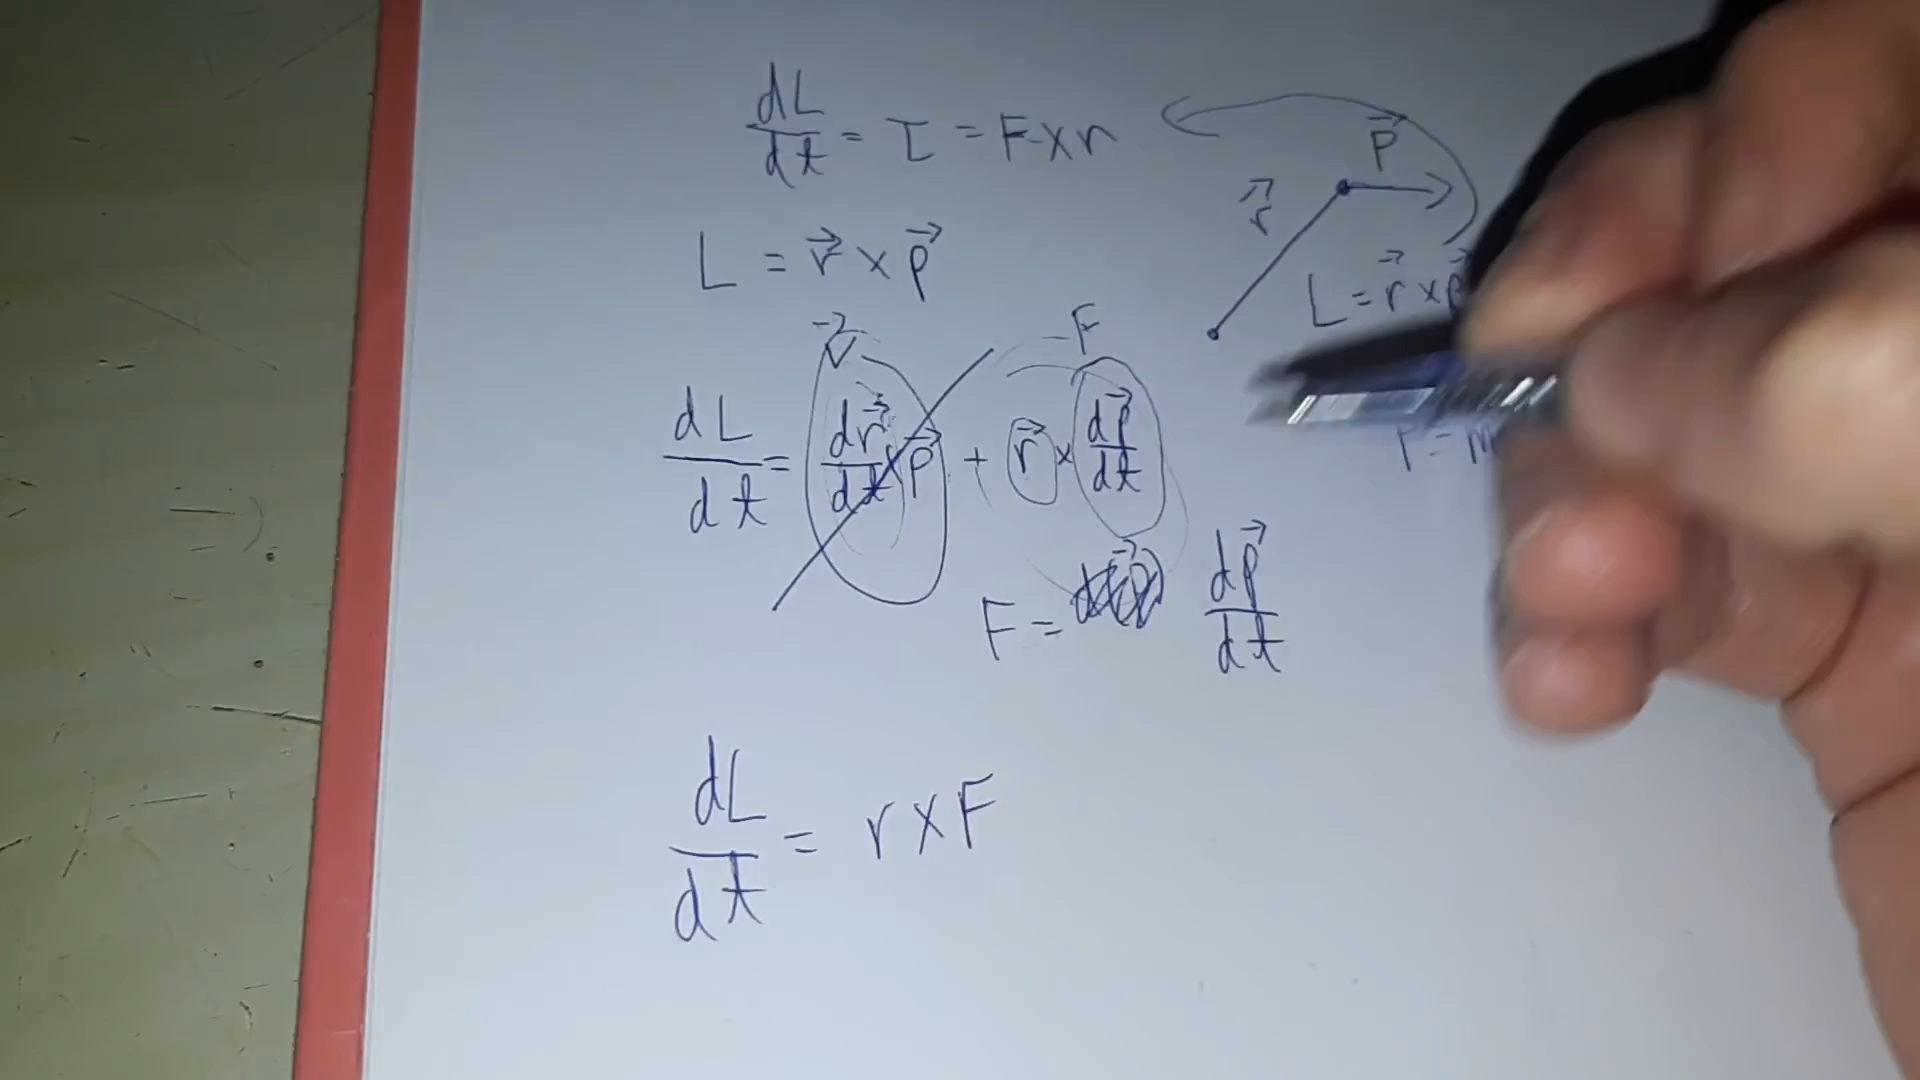 dL/dt = τ = F×r
p⃗
r⃗
L = r⃗ × p⃗
L = r⃗ × p⃗
v⃗
F
dL/dt = dr⃗/dt × p⃗ + r⃗ × dp⃗/dt
F = dp⃗/dt
dL/dt = r × F